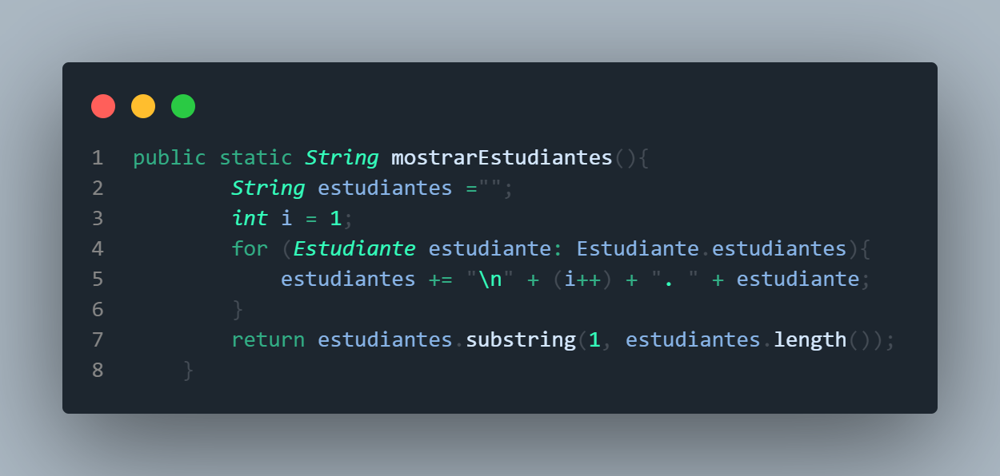 1 public static String mostrarEstudiantes(){
2         String estudiantes ="";
3         int i = 1;
4         for (Estudiante estudiante: Estudiante.estudiantes){
5             estudiantes += "\n" + (i++) + ". " + estudiante;
6         }
7         return estudiantes.substring(1, estudiantes.length());
8     }